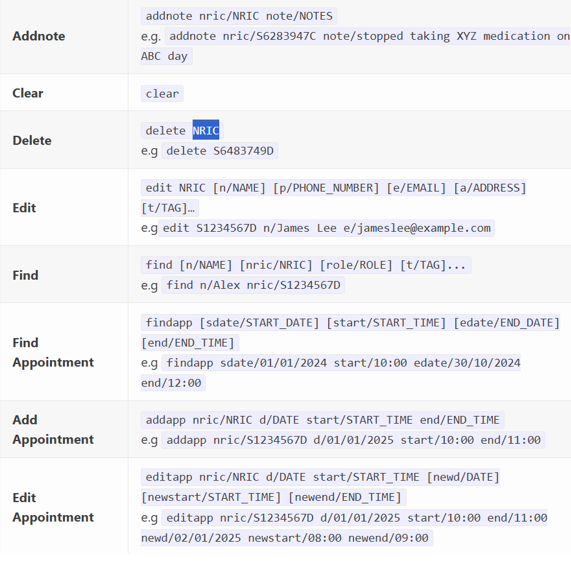 Addnote
addnote nric/NRIC note/NOTES
e.g. addnote nric/S6283947C note/stopped taking XYZ medication on
ABC day
Clear
clear
Delete
delete NRIC
e.g delete S6483749D
Edit
edit NRIC [n/NAME] [p/PHONE_NUMBER] [e/EMAIL] [a/ADDRESS]
[t/TAG]…
e.g edit S1234567D n/James Lee e/jameslee@example.com
Find
find [n/NAME] [nric/NRIC] [role/ROLE] [t/TAG]...
e.g find n/Alex nric/S1234567D
Find
Appointment
findapp [sdate/START_DATE] [start/START_TIME] [edate/END_DATE]
[end/END_TIME]
e.g findapp sdate/01/01/2024 start/10:00 edate/30/10/2024
end/12:00
Add
Appointment
addapp nric/NRIC d/DATE start/START_TIME end/END_TIME
e.g addapp nric/S1234567D d/01/01/2025 start/10:00 end/11:00
Edit
Appointment
editapp nric/NRIC d/DATE start/START_TIME [newd/DATE]
[newstart/START_TIME] [newend/END_TIME]
e.g editapp nric/S1234567D d/01/01/2025 start/10:00 end/11:00
newd/02/01/2025 newstart/08:00 newend/09:00